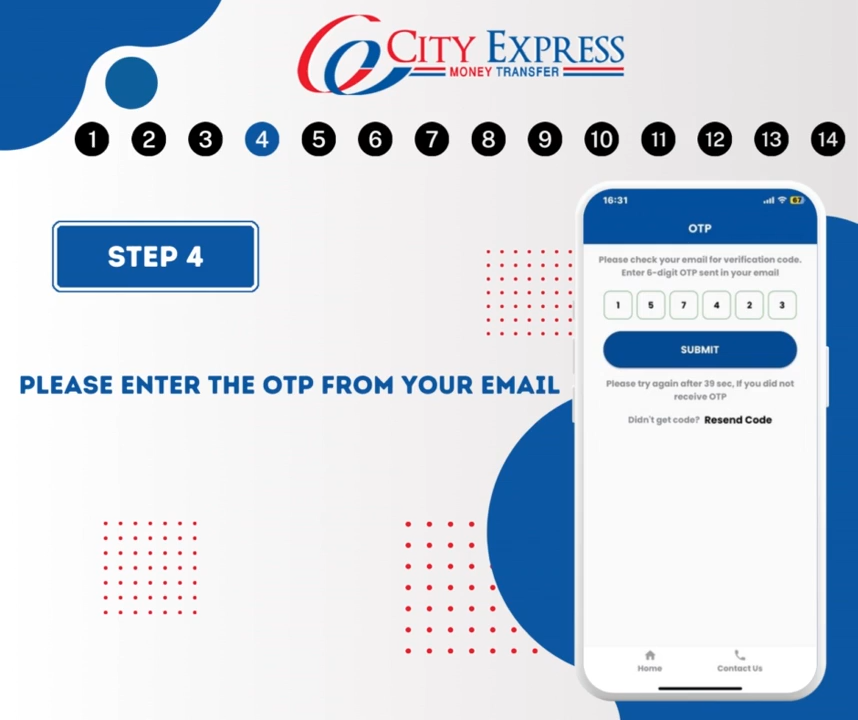 CITY EXPRESS
MONEY TRANSFER
1 2 3 4 5 6 7 8 9 10 11 12 13 14
STEP 4
PLEASE ENTER THE OTP FROM YOUR EMAIL
16:31 67
OTP
Please check your email for verification code.
Enter 6-digit OTP sent in your email
1 5 7 4 2 3
SUBMIT
Please try again after 39 sec, If you did not
receive OTP
Didn't get code? Resend Code
Home Contact Us